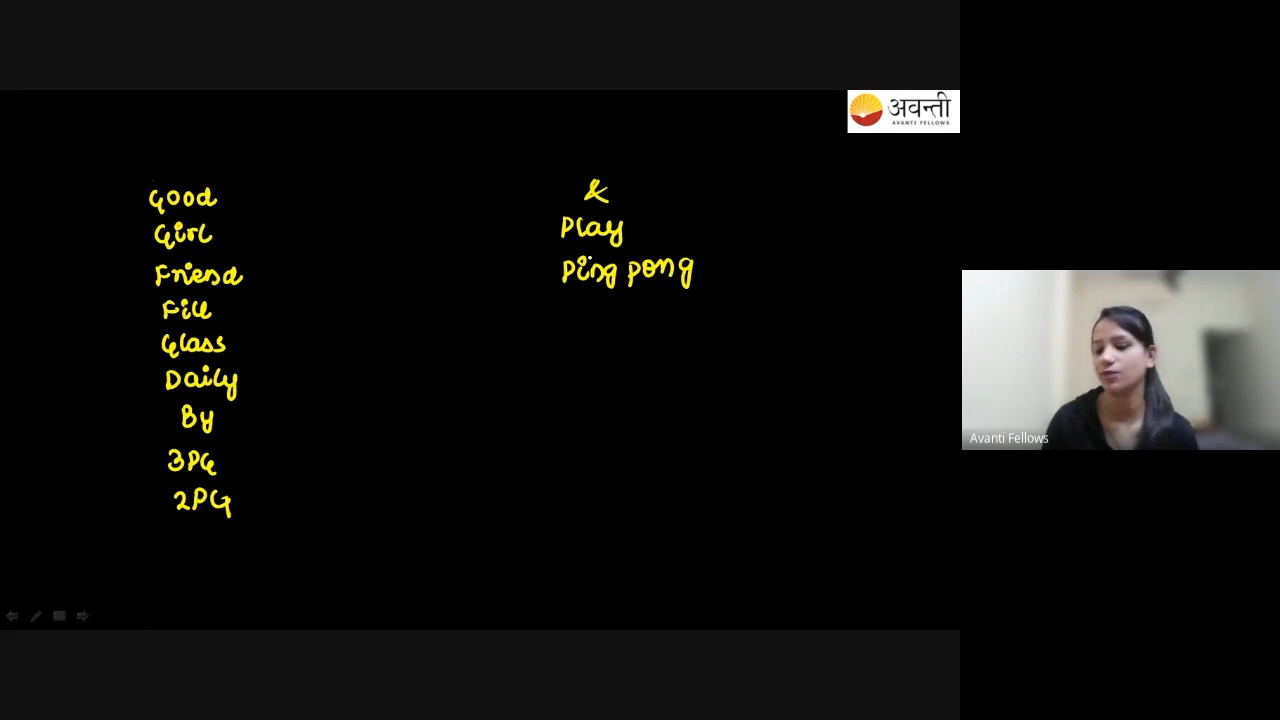 अवन्ती
AVANTI FELLOWS
Good
Girl
Friend
Fill
Glass
Daily
By
3PG
2PG
&
Play
Ping pong
Avanti Fellows